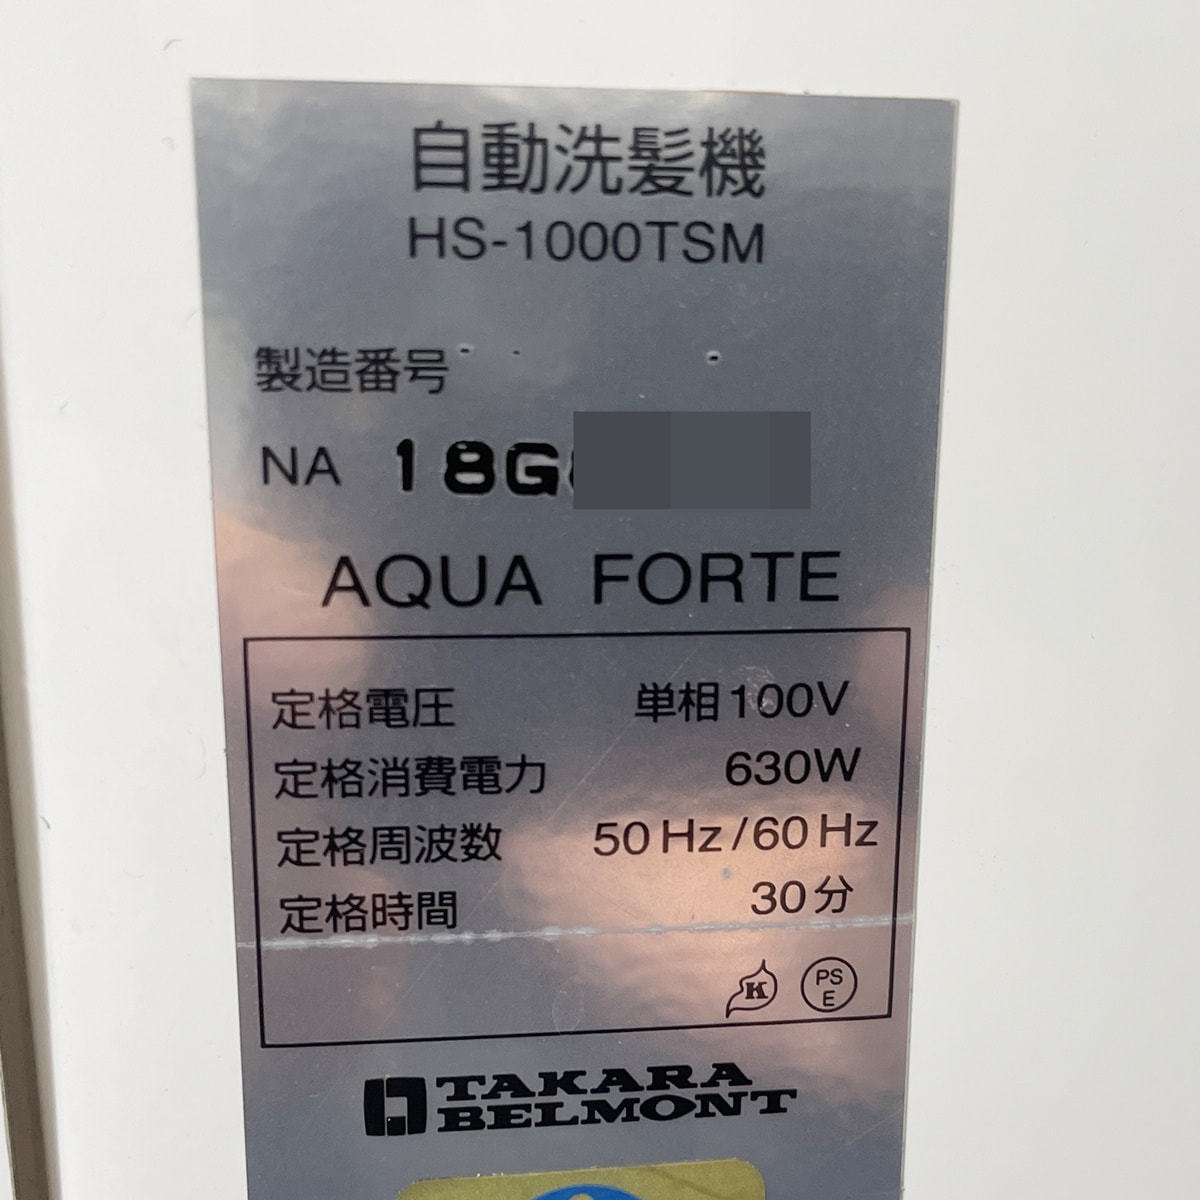 自動洗髪機
HS-1000TSM
製造番号
NA 18G
AQUA FORTE
定格電圧 単相100V
定格消費電力 630W
定格周波数 50Hz/60Hz
定格時間 30分
K PS E
TAKARA
BELMONT